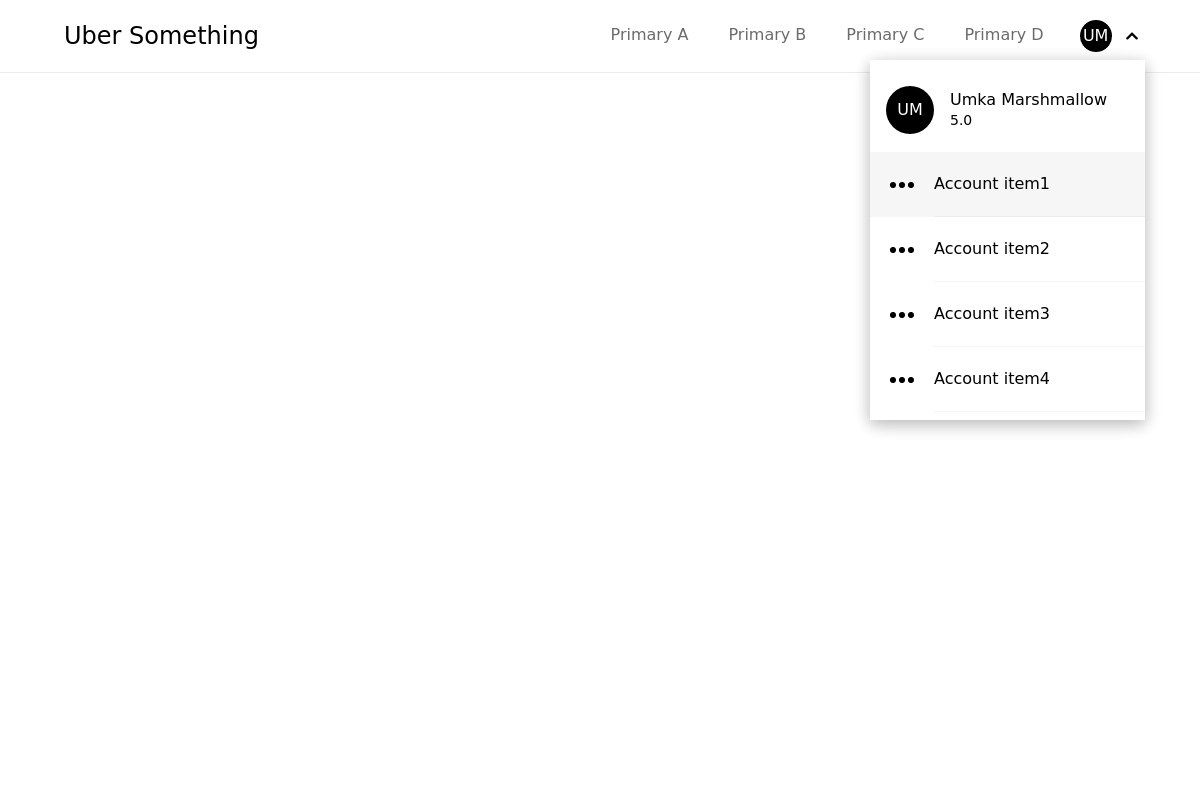 Uber Something
Primary A
Primary B
Primary C
Primary D
UM
UM
Umka Marshmallow
5.0
Account item1
Account item2
Account item3
Account item4